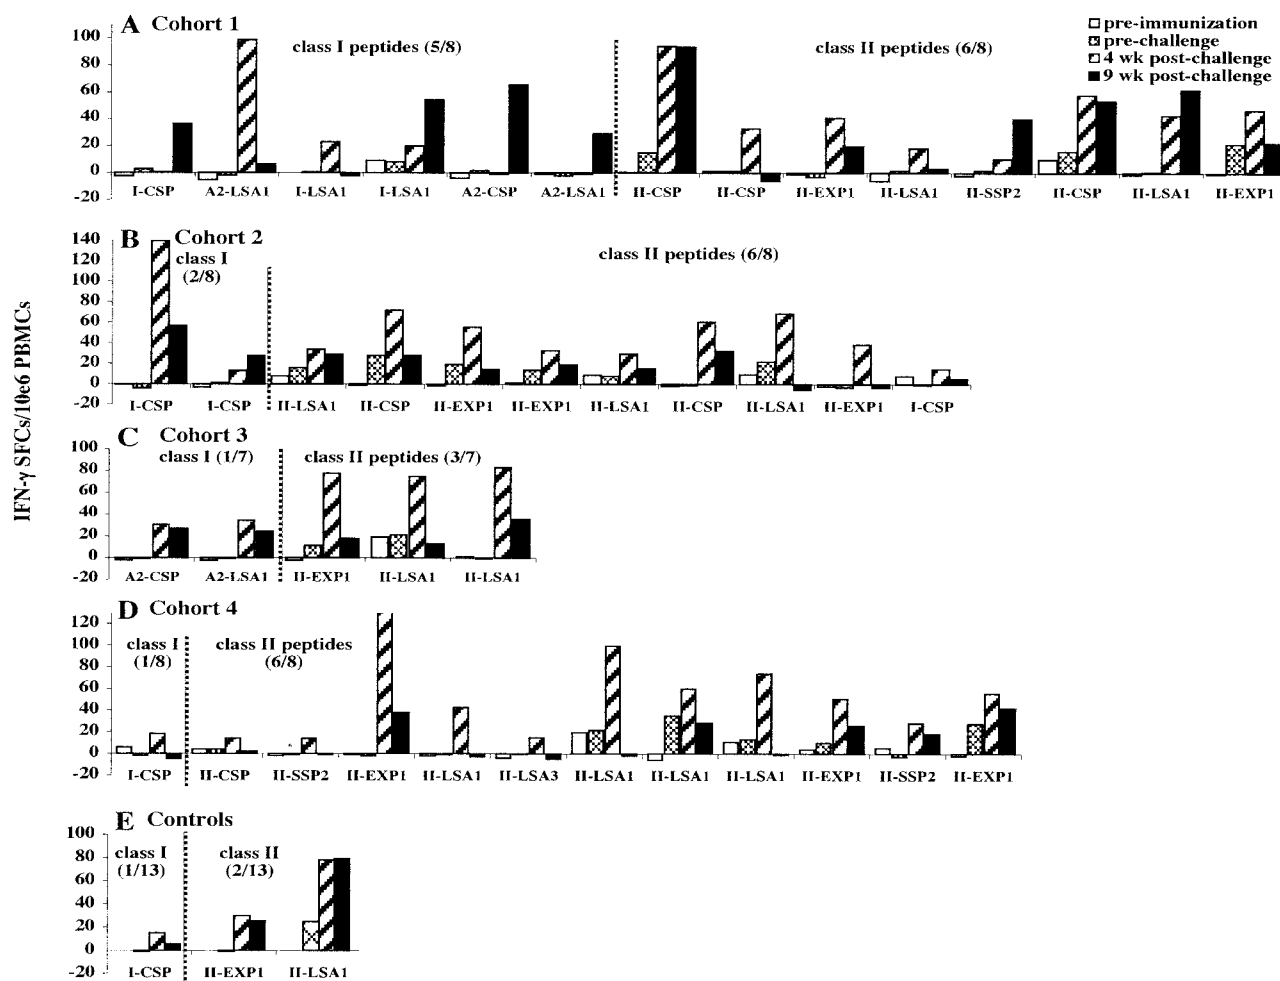 IFN-γ SFCs/10e6 PBMCs
pre-immunization
pre-challenge
4 wk post-challenge
9 wk post-challenge
A Cohort 1
class I peptides (5/8)
class II peptides (6/8)
100
80
60
40
20
0
-20
I-CSP A2-LSA1 I-LSA1 I-LSA1 A2-CSP A2-LSA1 II-CSP II-CSP II-EXP1 II-LSA1 II-SSP2 II-CSP II-LSA1 II-EXP1
B Cohort 2
class I
(2/8)
class II peptides (6/8)
140
120
100
80
60
40
20
0
-20
I-CSP I-CSP II-LSA1 II-CSP II-EXP1 II-EXP1 II-LSA1 II-CSP II-LSA1 II-EXP1 I-CSP
C Cohort 3
class I (1/7)
class II peptides (3/7)
100
80
60
40
20
0
-20
A2-CSP A2-LSA1 II-EXP1 II-LSA1 II-LSA1
D Cohort 4
class I
(1/8)
class II peptides
(6/8)
120
100
80
60
40
20
0
-20
I-CSP II-CSP II-SSP2 II-EXP1 II-LSA1 II-LSA3 II-LSA1 II-LSA1 II-LSA1 II-EXP1 II-SSP2 II-EXP1
E Controls
class I
(1/13)
class II
(2/13)
100
80
60
40
20
0
-20
I-CSP II-EXP1 II-LSA1